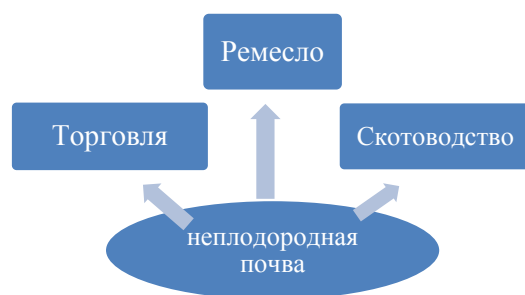 Ремесло
Торговля
Скотоводство
неплодородная
почва